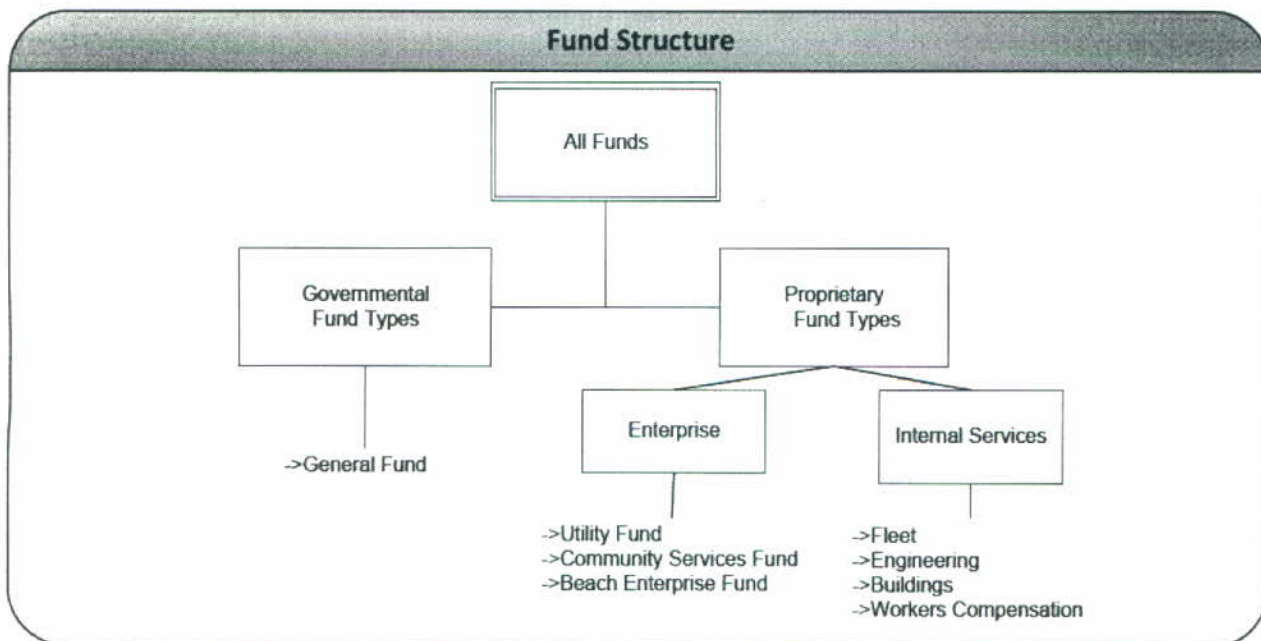 Fund Structure
All Funds
Governmental
Fund Types
Proprietary
Fund Types
Enterprise
Internal Services
->General Fund
->Utility Fund
->Community Services Fund
->Beach Enterprise Fund
->Fleet
->Engineering
->Buildings
->Workers Compensation